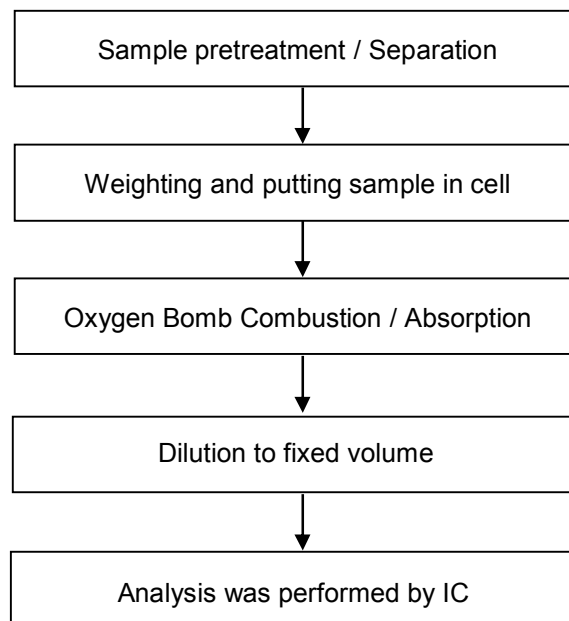 Sample pretreatment / Separation
Weighting and putting sample in cell
Oxygen Bomb Combustion / Absorption
Dilution to fixed volume
Analysis was performed by IC